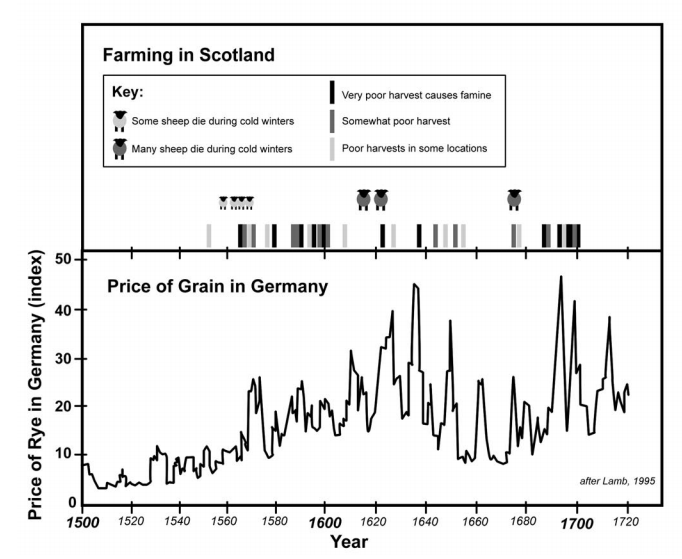 Farming in Scotland
Key:
Very poor harvest causes famine
Some sheep die during cold winters
Somewhat poor harvest
Many sheep die during cold winters
Poor harvests in some locations
Price of Rye in Germany (index)
50
40
30
20
10
0
Price of Grain in Germany
after Lamb, 1995
1500 1520 1540 1560 1580 1600 1620 1640 1660 1680 1700 1720
Year